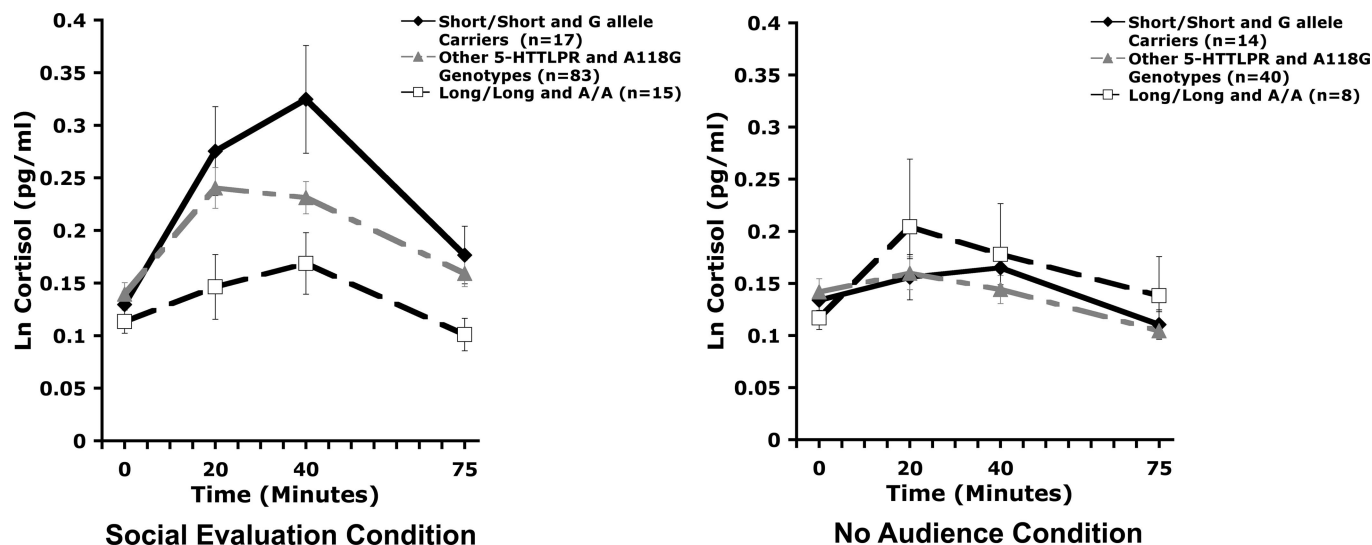 Short/Short and G allele
Carriers (n=17)
Other 5-HTTLPR and A118G
Genotypes (n=83)
Long/Long and A/A (n=15)
Ln Cortisol (pg/ml)
0.4
0.35
0.3
0.25
0.2
0.15
0.1
0.05
0
0 20 40 75
Time (Minutes)
Social Evaluation Condition
Short/Short and G allele
Carriers (n=14)
Other 5-HTTLPR and A118G
Genotypes (n=40)
Long/Long and A/A (n=8)
Ln Cortisol (pg/ml)
0.4
0.35
0.3
0.25
0.2
0.15
0.1
0.05
0
0 20 40 75
Time (Minutes)
No Audience Condition